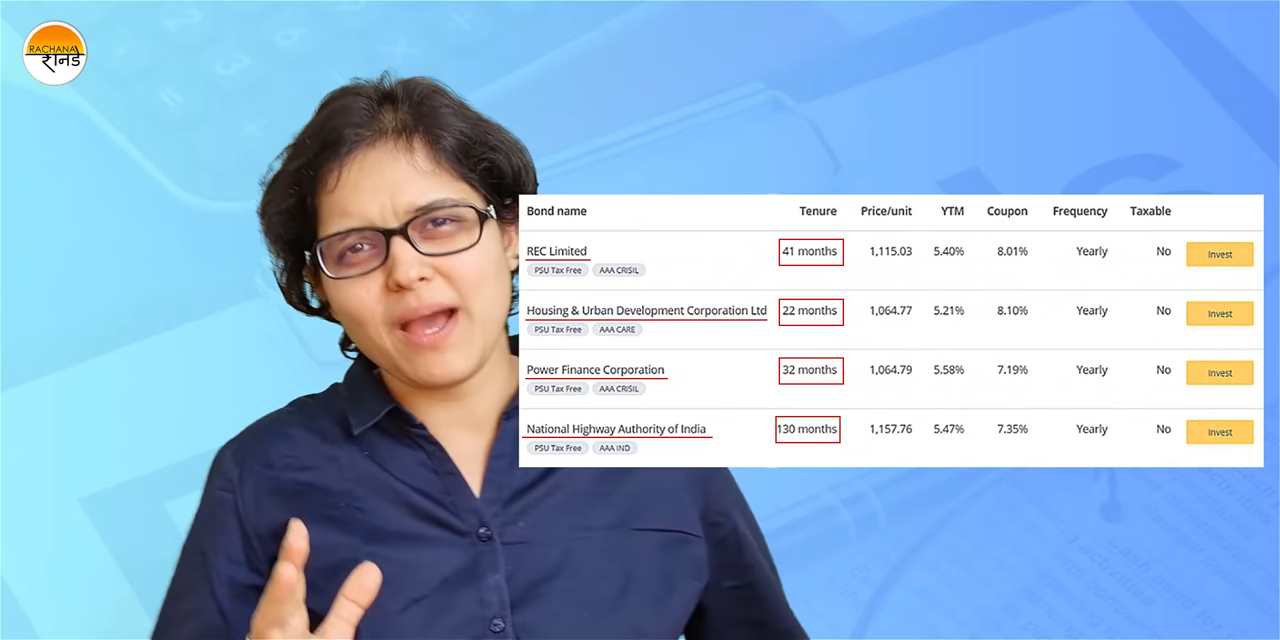 RACHANA
रानडे
Bond name Tenure Price/unit YTM Coupon Frequency Taxable
REC Limited 41 months 1,115.03 5.40% 8.01% Yearly No Invest
PSU Tax Free AAA CRISIL
Housing & Urban Development Corporation Ltd 22 months 1,064.77 5.21% 8.10% Yearly No Invest
PSU Tax Free AAA CARE
Power Finance Corporation 32 months 1,064.79 5.58% 7.19% Yearly No Invest
PSU Tax Free AAA CRISIL
National Highway Authority of India 130 months 1,157.76 5.47% 7.35% Yearly No Invest
PSU Tax Free AAA IND